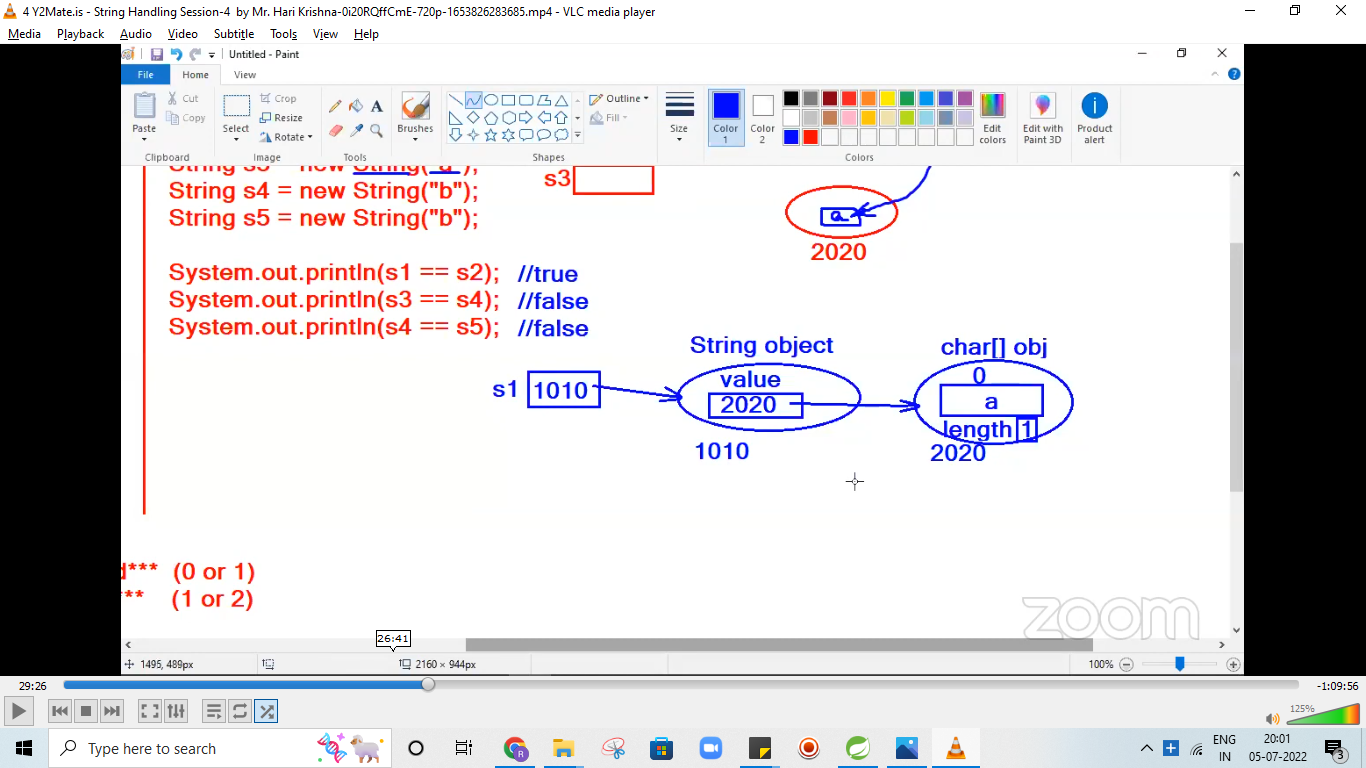 4 Y2Mate.is - String Handling Session-4 by Mr. Hari Krishna-0i20RQffCmE-720p-1653826283685.mp4 - VLC media player
Media Playback Audio Video Subtitle Tools View Help
Untitled - Paint
File Home View
Paste Cut Copy
Select Crop Resize Rotate
Brushes
Outline Fill
Size
Color 1
Color 2
Edit colors
Edit with Paint 3D
Product alert
Clipboard Image Tools Shapes Colors
String s3 = new String("a");
String s4 = new String("b");
String s5 = new String("b");
s3
a
2020
System.out.println(s1 == s2); //true
System.out.println(s3 == s4); //false
System.out.println(s4 == s5); //false
String object
char[] obj
s1 1010
value
2020
1010
0
a
length 1
2020
d*** (0 or 1)
*** (1 or 2)
zoom
26:41
1495, 489px
2160 × 944px
100%
29:26
-1:09:56
125%
Type here to search
R
ENG
IN
20:01
05-07-2022
3